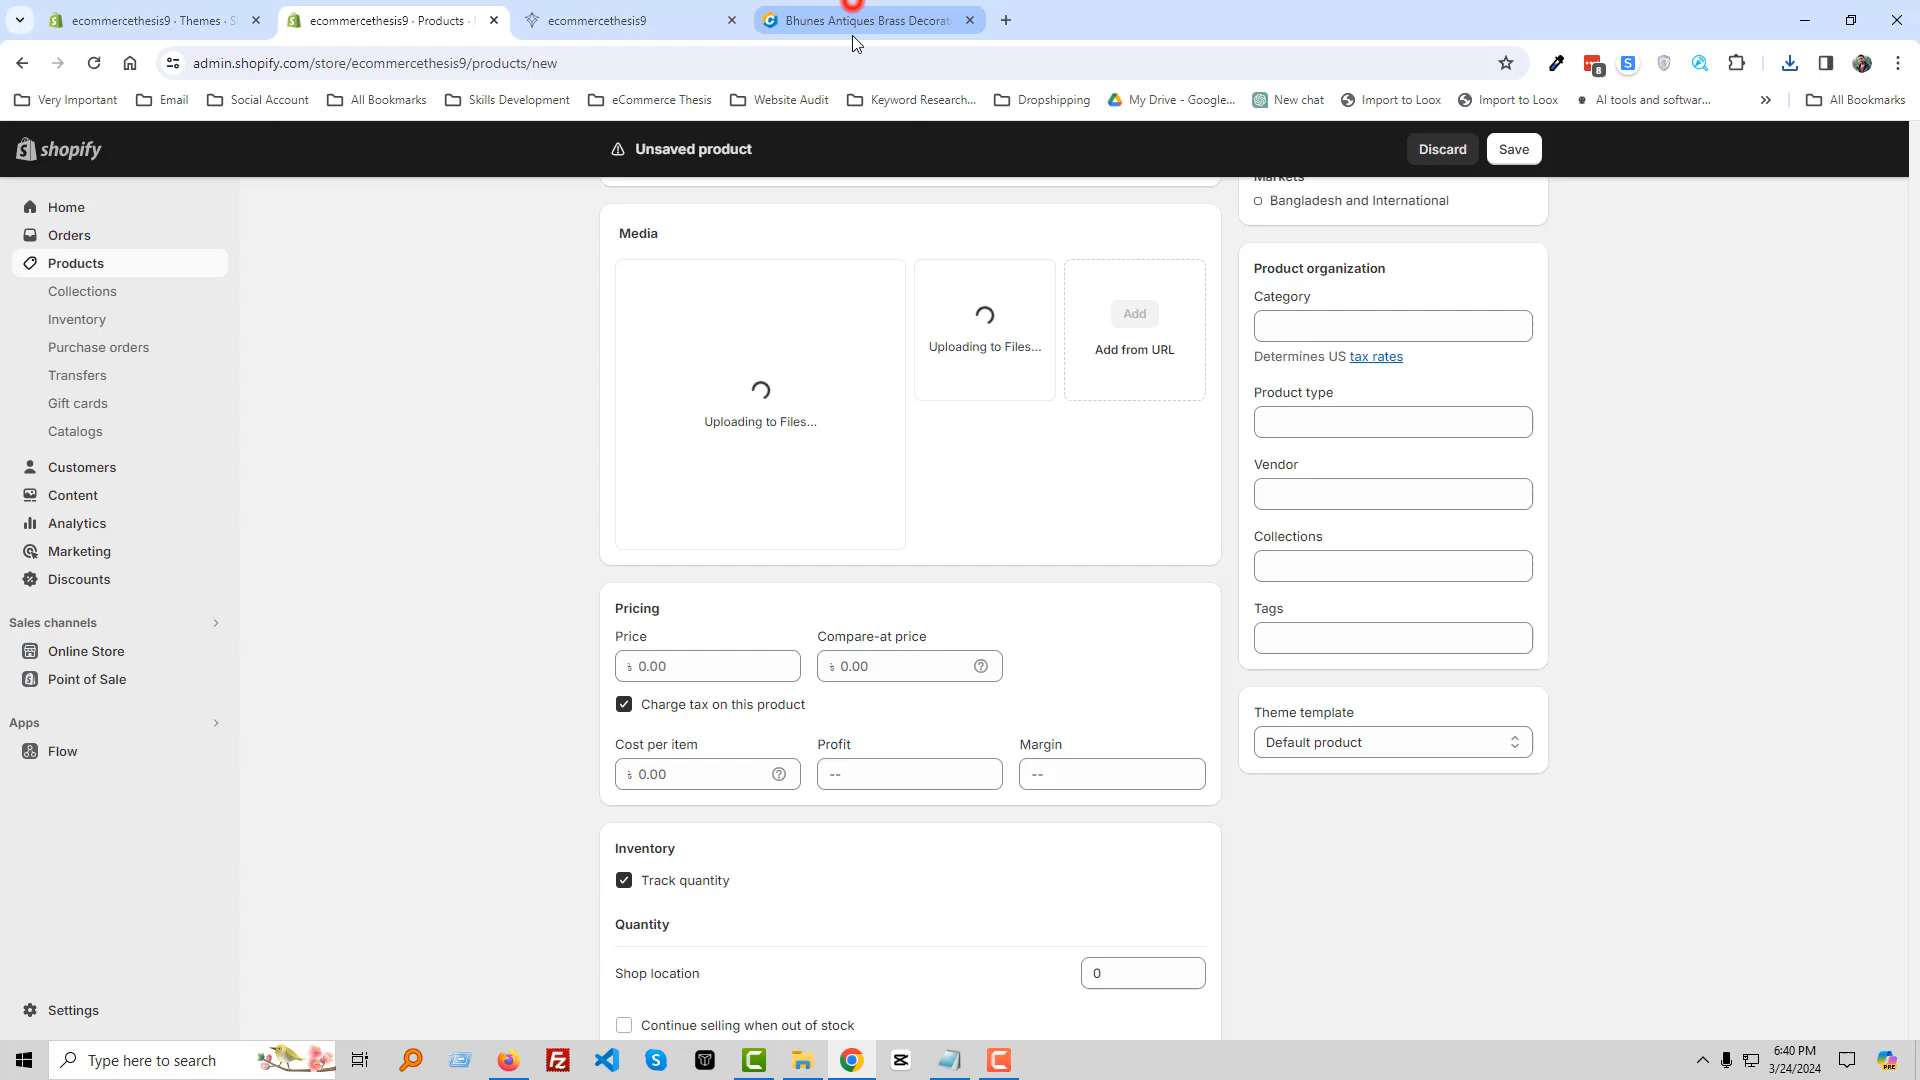 ecommercethesis9 · Themes · S
ecommercethesis9 · Products ·
ecommercethesis9
Bhunes Antiques Brass Decorat
admin.shopify.com/store/ecommercethesis9/products/new
8
Very Important
Email
Social Account
All Bookmarks
Skills Development
eCommerce Thesis
Website Audit
Keyword Research...
Dropshipping
My Drive - Google...
New chat
Import to Loox
Import to Loox
AI tools and softwar...
All Bookmarks
shopify
Unsaved product
Discard
Save
Home
Orders
Products
Collections
Inventory
Purchase orders
Transfers
Gift cards
Catalogs
Customers
Content
Analytics
Marketing
Discounts
Sales channels
Online Store
Point of Sale
Apps
Flow
Settings
Media
Uploading to Files...
Uploading to Files...
Add
Add from URL
Pricing
Price
Compare-at price
৳ 0.00
৳ 0.00
Charge tax on this product
Cost per item
Profit
Margin
৳ 0.00
--
--
Inventory
Track quantity
Quantity
Shop location
0
Continue selling when out of stock
Markets
Bangladesh and International
Product organization
Category
Determines US tax rates
Product type
Vendor
Collections
Tags
Theme template
Default product
Type here to search
6:40 PM
3/24/2024